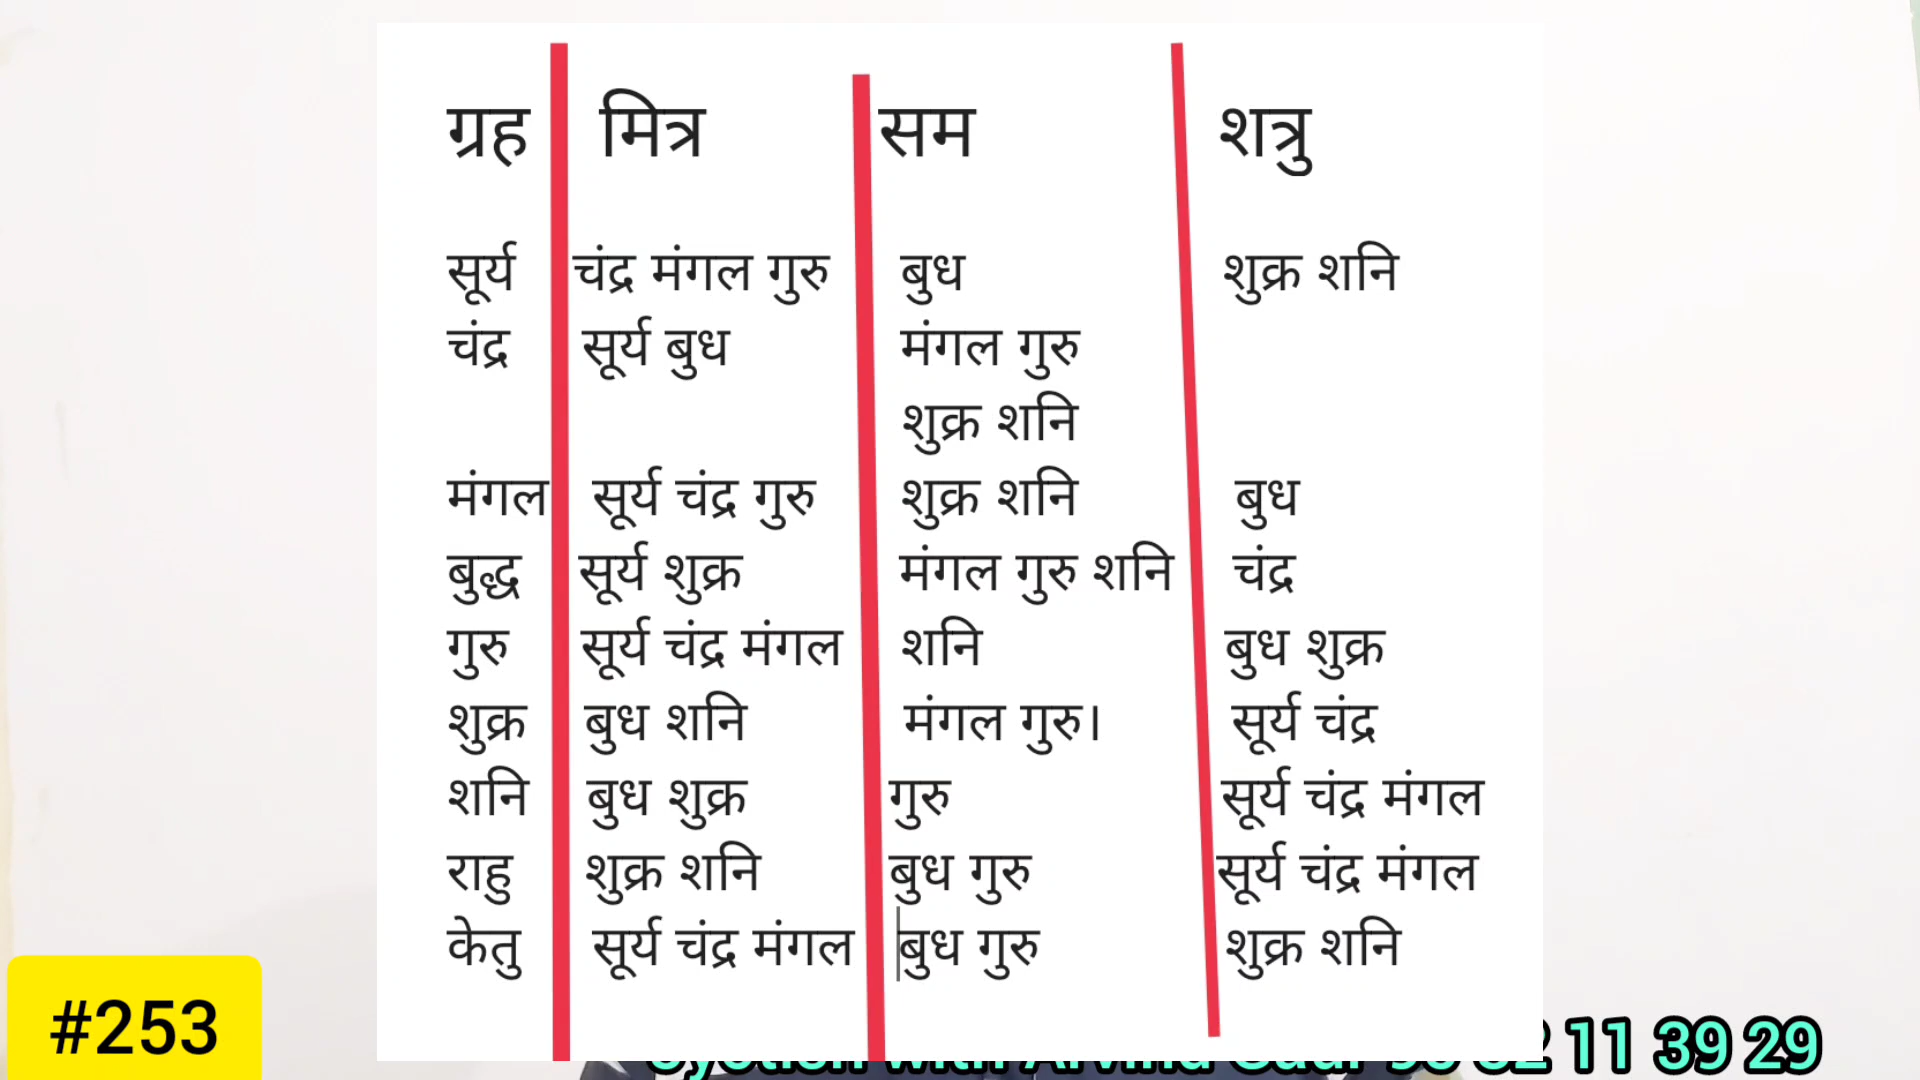 ग्रह मित्र सम शत्रु
सूर्य चंद्र मंगल गुरु बुध शुक्र शनि
चंद्र सूर्य बुध मंगल गुरु
शुक्र शनि
मंगल सूर्य चंद्र गुरु शुक्र शनि बुध
बुद्ध सूर्य शुक्र मंगल गुरु शनि चंद्र
गुरु सूर्य चंद्र मंगल शनि बुध शुक्र
शुक्र बुध शनि मंगल गुरु। सूर्य चंद्र
शनि बुध शुक्र गुरु सूर्य चंद्र मंगल
राहु शुक्र शनि बुध गुरु सूर्य चंद्र मंगल
केतु सूर्य चंद्र मंगल बुध गुरु शुक्र शनि
#253
11 39 29